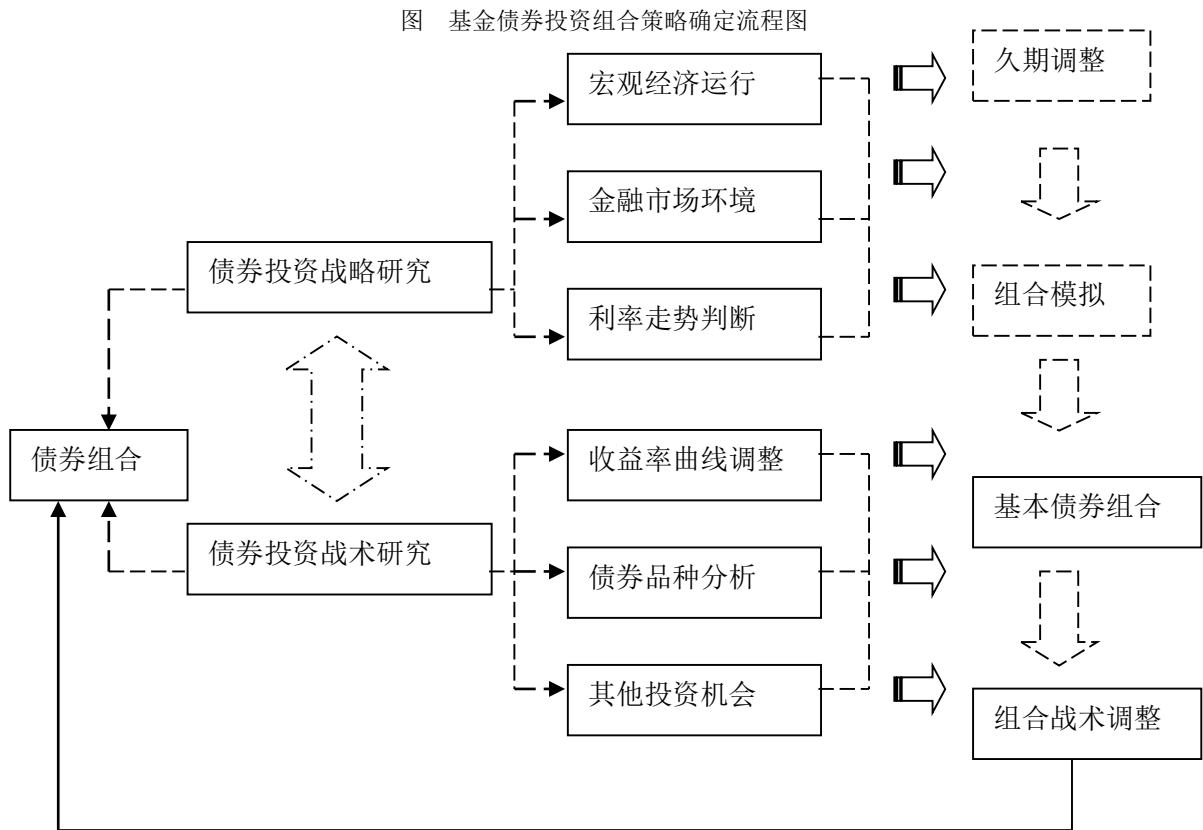 图　基金债券投资组合策略确定流程图
宏观经济运行
久期调整
金融市场环境
债券投资战略研究
组合模拟
利率走势判断
债券组合
收益率曲线调整
基本债券组合
债券投资战术研究
债券品种分析
其他投资机会
组合战术调整